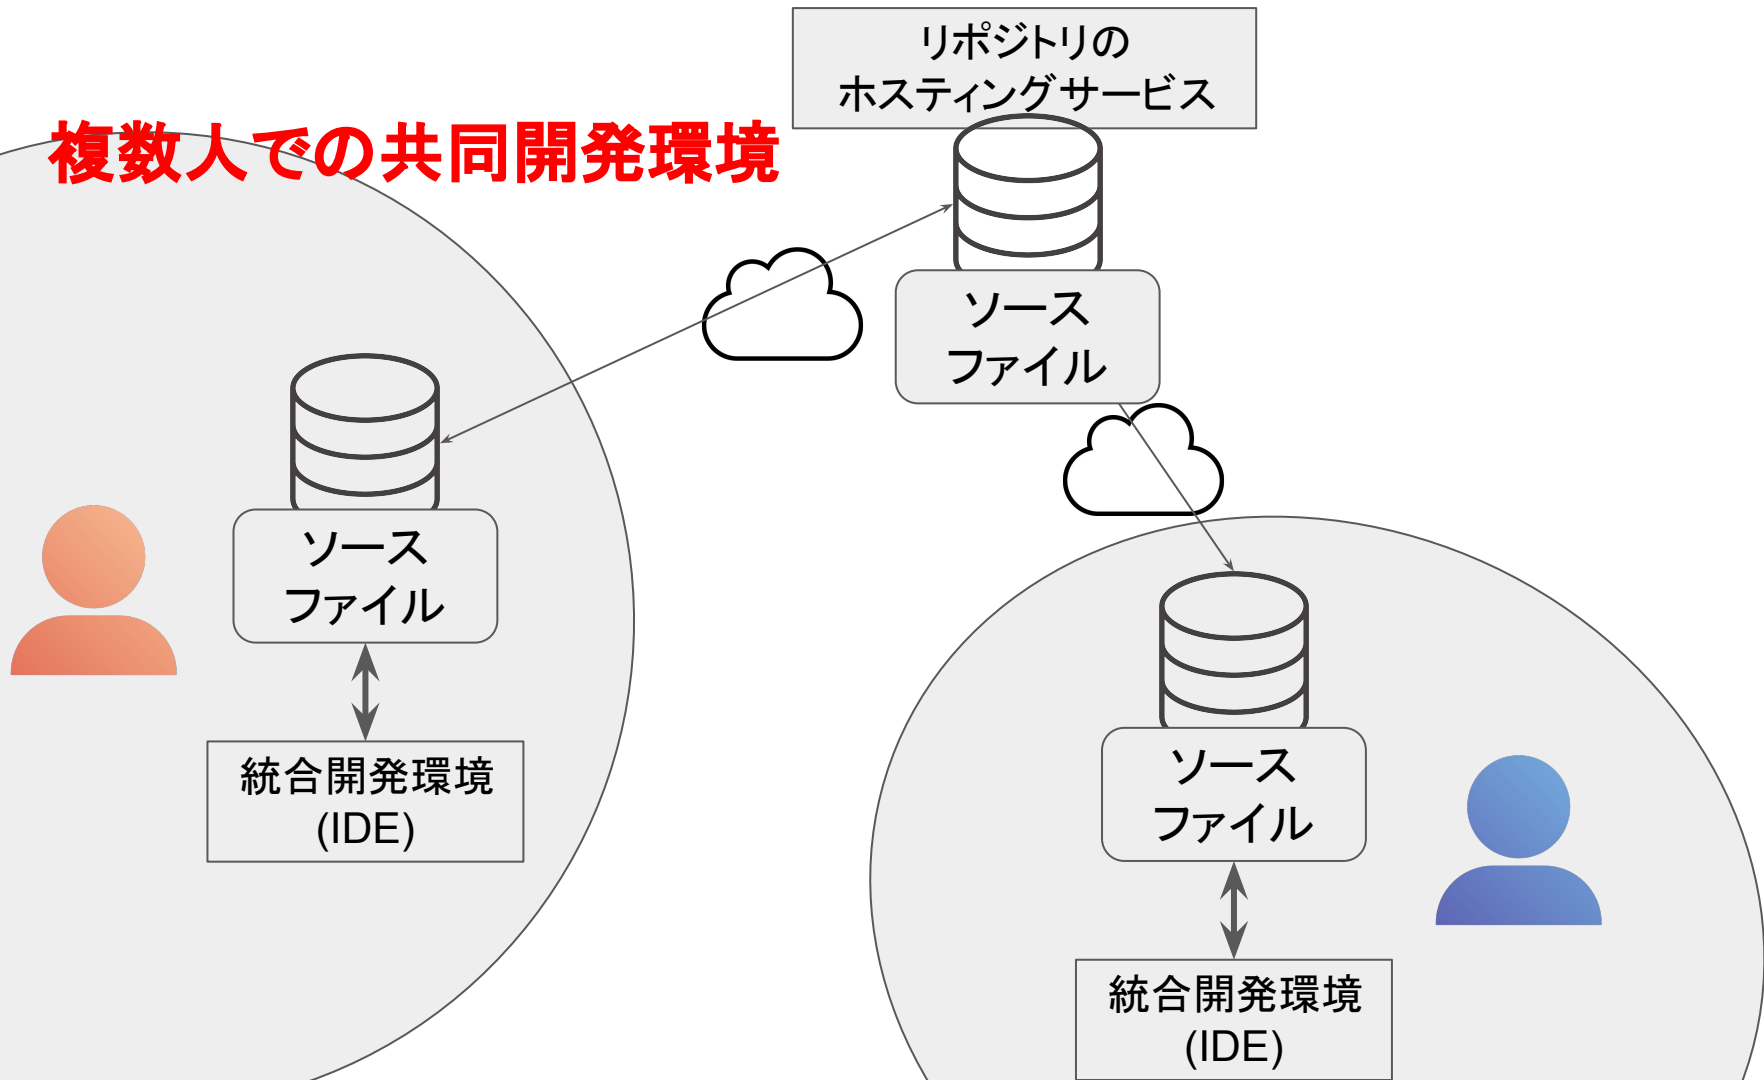 リポジトリの
ホスティングサービス
複数人での共同開発環境
ソース
ファイル
ソース
ファイル
統合開発環境
(IDE)
ソース
ファイル
統合開発環境
(IDE)